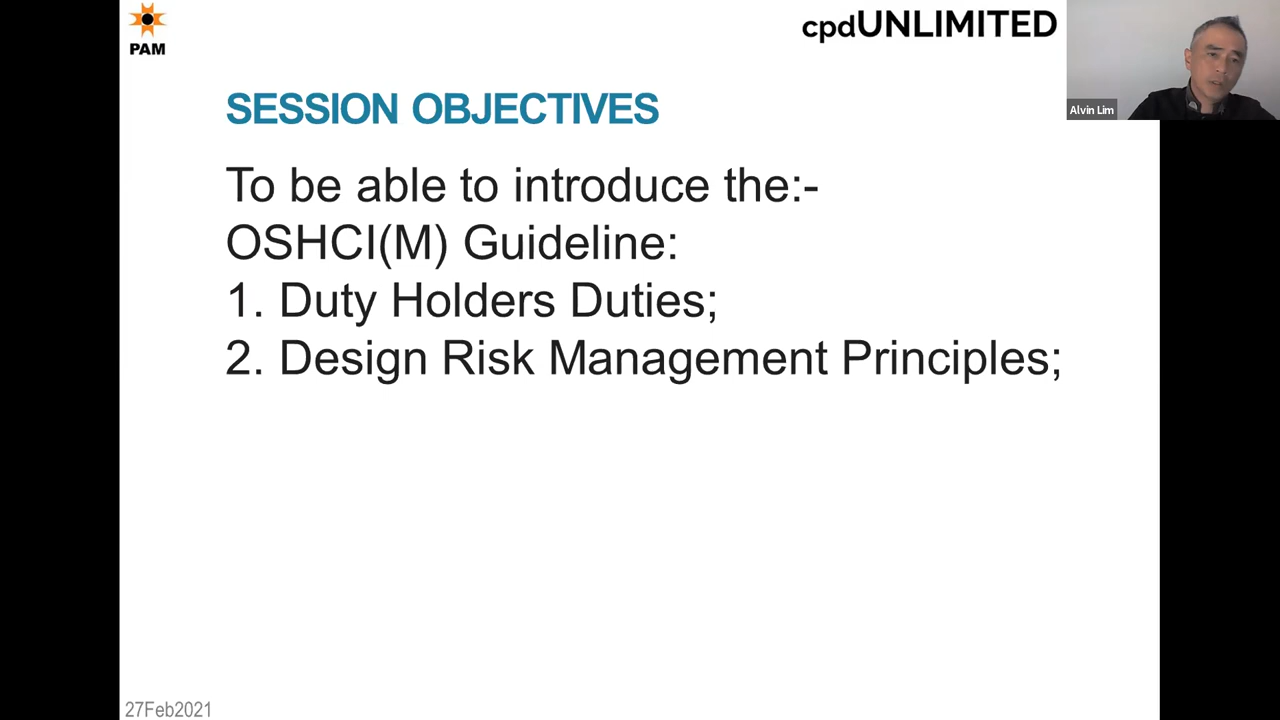 PAM
cpdUNLIMITED
Alvin Lim
SESSION OBJECTIVES
To be able to introduce the:-
OSHCI(M) Guideline:
1. Duty Holders Duties;
2. Design Risk Management Principles;
27Feb2021